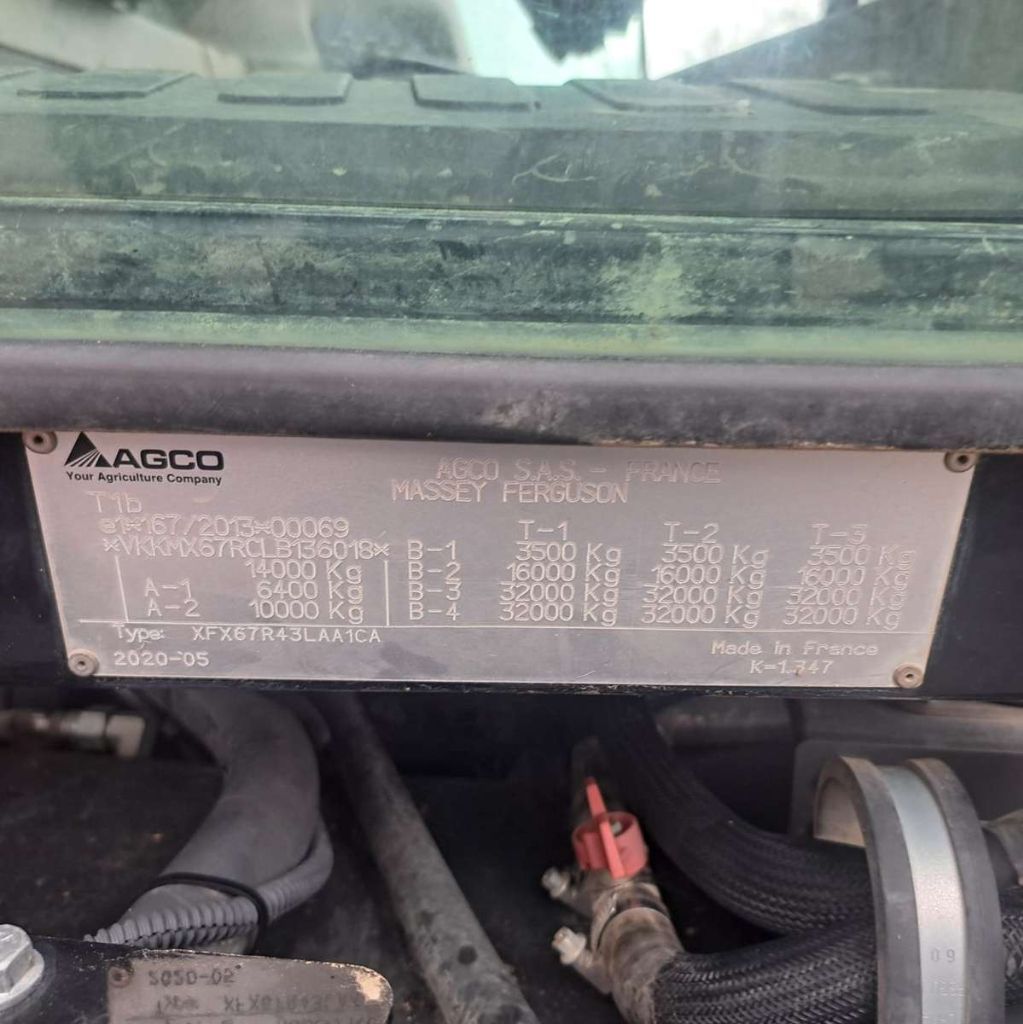 AGCO
Your Agriculture Company
AGCO S.A.S.- FRANCE
MASSEY FERGUSON
T1b
e1*167/2013*00069
*VKKMX67RCLB136018*
T-1 T-2 T-3
14000 Kg B-1 3500 Kg 3500 Kg 3500 Kg
A-1 6400 Kg B-2 16000 Kg 16000 Kg 16000 Kg
A-2 10000 Kg B-3 32000 Kg 32000 Kg 32000 Kg
B-4 32000 Kg 32000 Kg 32000 Kg
Type: XFX67R43LAA1CA
Made in France
2020-05
K=1.347
09